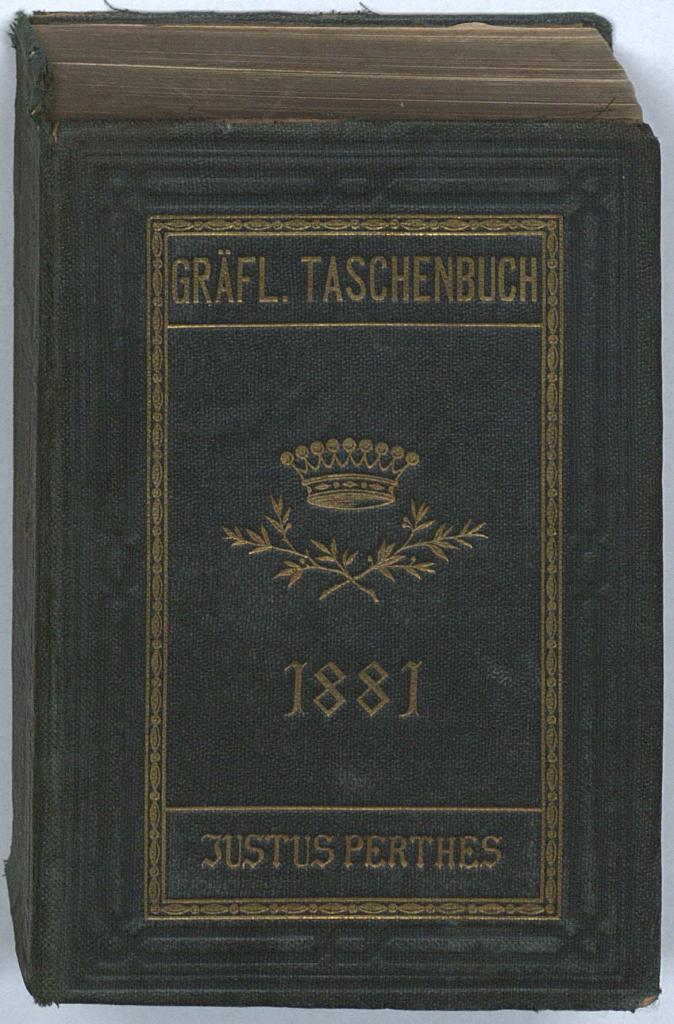 GRÄFL. TASCHENBUCH
1881
JUSTUS PERTHES